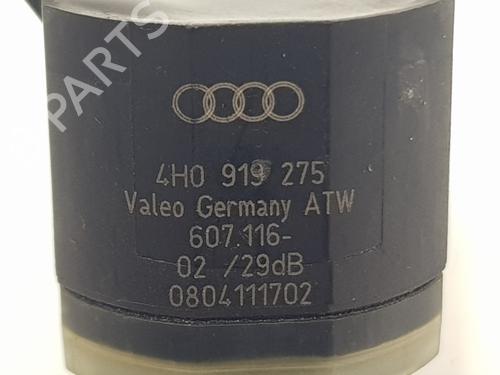 PARTS
4H0 919 275
Valeo Germany ATW
607.116-
02 /29dB
0804111702